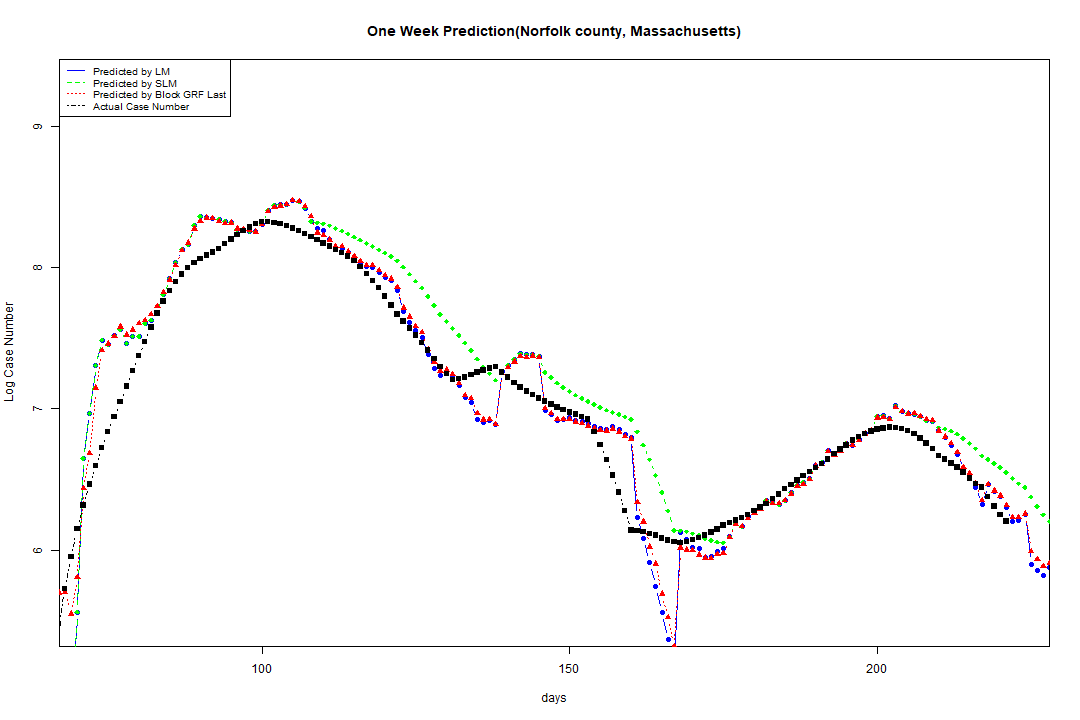 One Week Prediction(Norfolk county, Massachusetts)
Predicted by LM
Predicted by SLM
Predicted by Block GRF Last
Actual Case Number
9
8
7
6
Log Case Number
100 150 200
days